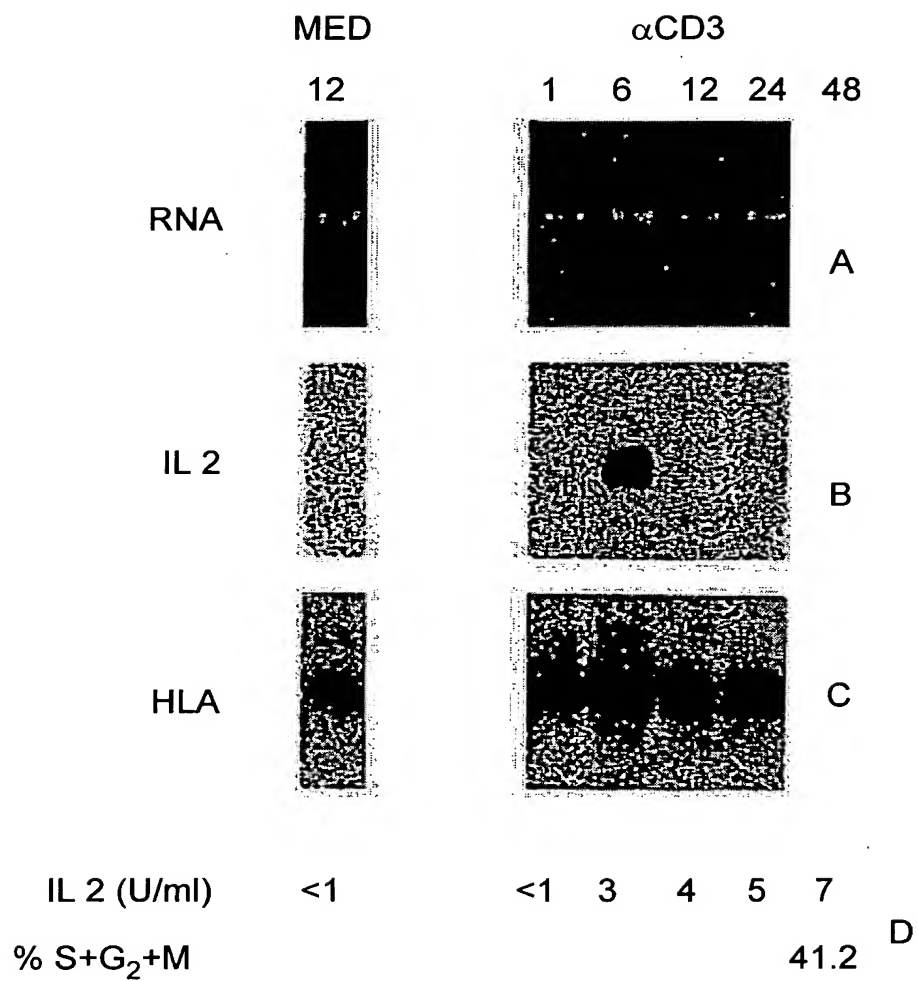 MED αCD3
12 1 6 12 24 48
RNA
A
IL 2
B
HLA
C
IL 2 (U/ml) <1 <1 3 4 5 7
D
% S+G₂+M 41.2